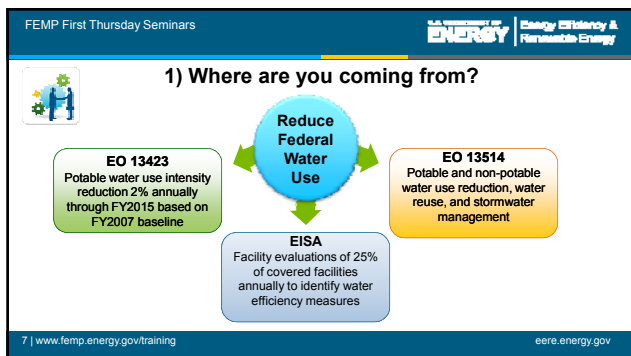 FEMP First Thursday Seminars
U.S. DEPARTMENT OF
ENERGY
Energy Efficiency &
Renewable Energy
1) Where are you coming from?
Reduce
Federal
Water
Use
EO 13423
Potable water use intensity
reduction 2% annually
through FY2015 based on
FY2007 baseline
EO 13514
Potable and non-potable
water use reduction, water
reuse, and stormwater
management
EISA
Facility evaluations of 25%
of covered facilities
annually to identify water
efficiency measures
7 | www.femp.energy.gov/training
eere.energy.gov